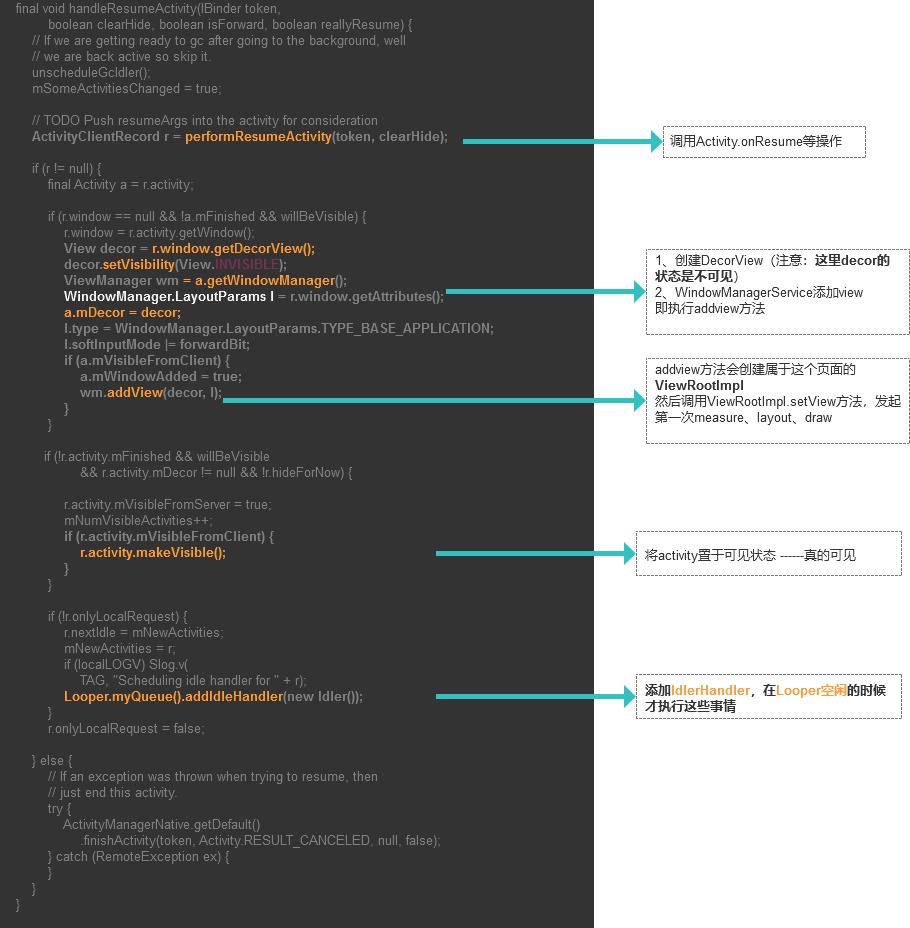 final void handleResumeActivity(IBinder token,
boolean clearHide, boolean isForward, boolean reallyResume) {
// If we are getting ready to gc after going to the background, well
// we are back active so skip it.
unscheduleGcIdler();
mSomeActivitiesChanged = true;
// TODO Push resumeArgs into the activity for consideration
ActivityClientRecord r = performResumeActivity(token, clearHide);
调用Activity.onResume等操作
if (r != null) {
final Activity a = r.activity;
if (r.window == null && !a.mFinished && willBeVisible) {
r.window = r.activity.getWindow();
View decor = r.window.getDecorView();
decor.setVisibility(View.INVISIBLE);
ViewManager wm = a.getWindowManager();
WindowManager.LayoutParams l = r.window.getAttributes();
a.mDecor = decor;
l.type = WindowManager.LayoutParams.TYPE_BASE_APPLICATION;
l.softInputMode |= forwardBit;
if (a.mVisibleFromClient) {
a.mWindowAdded = true;
wm.addView(decor, l);
}
}
1、创建DecorView（注意：这里decor的
状态是不可见）
2、WindowManagerService添加view
即执行addview方法
addview方法会创建属于这个页面的
ViewRootImpl
然后调用ViewRootImpl.setView方法，发起
第一次measure、layout、draw
if (!r.activity.mFinished && willBeVisible
&& r.activity.mDecor != null && !r.hideForNow) {
r.activity.mVisibleFromServer = true;
mNumVisibleActivities++;
if (r.activity.mVisibleFromClient) {
r.activity.makeVisible();
}
}
将activity置于可见状态 ------真的可见
if (!r.onlyLocalRequest) {
r.nextIdle = mNewActivities;
mNewActivities = r;
if (localLOGV) Slog.v(
TAG, "Scheduling idle handler for " + r);
Looper.myQueue().addIdleHandler(new Idler());
}
r.onlyLocalRequest = false;
添加IdlerHandler，在Looper空闲的时候
才执行这些事情
} else {
// If an exception was thrown when trying to resume, then
// just end this activity.
try {
ActivityManagerNative.getDefault()
.finishActivity(token, Activity.RESULT_CANCELED, null, false);
} catch (RemoteException ex) {
}
}
}